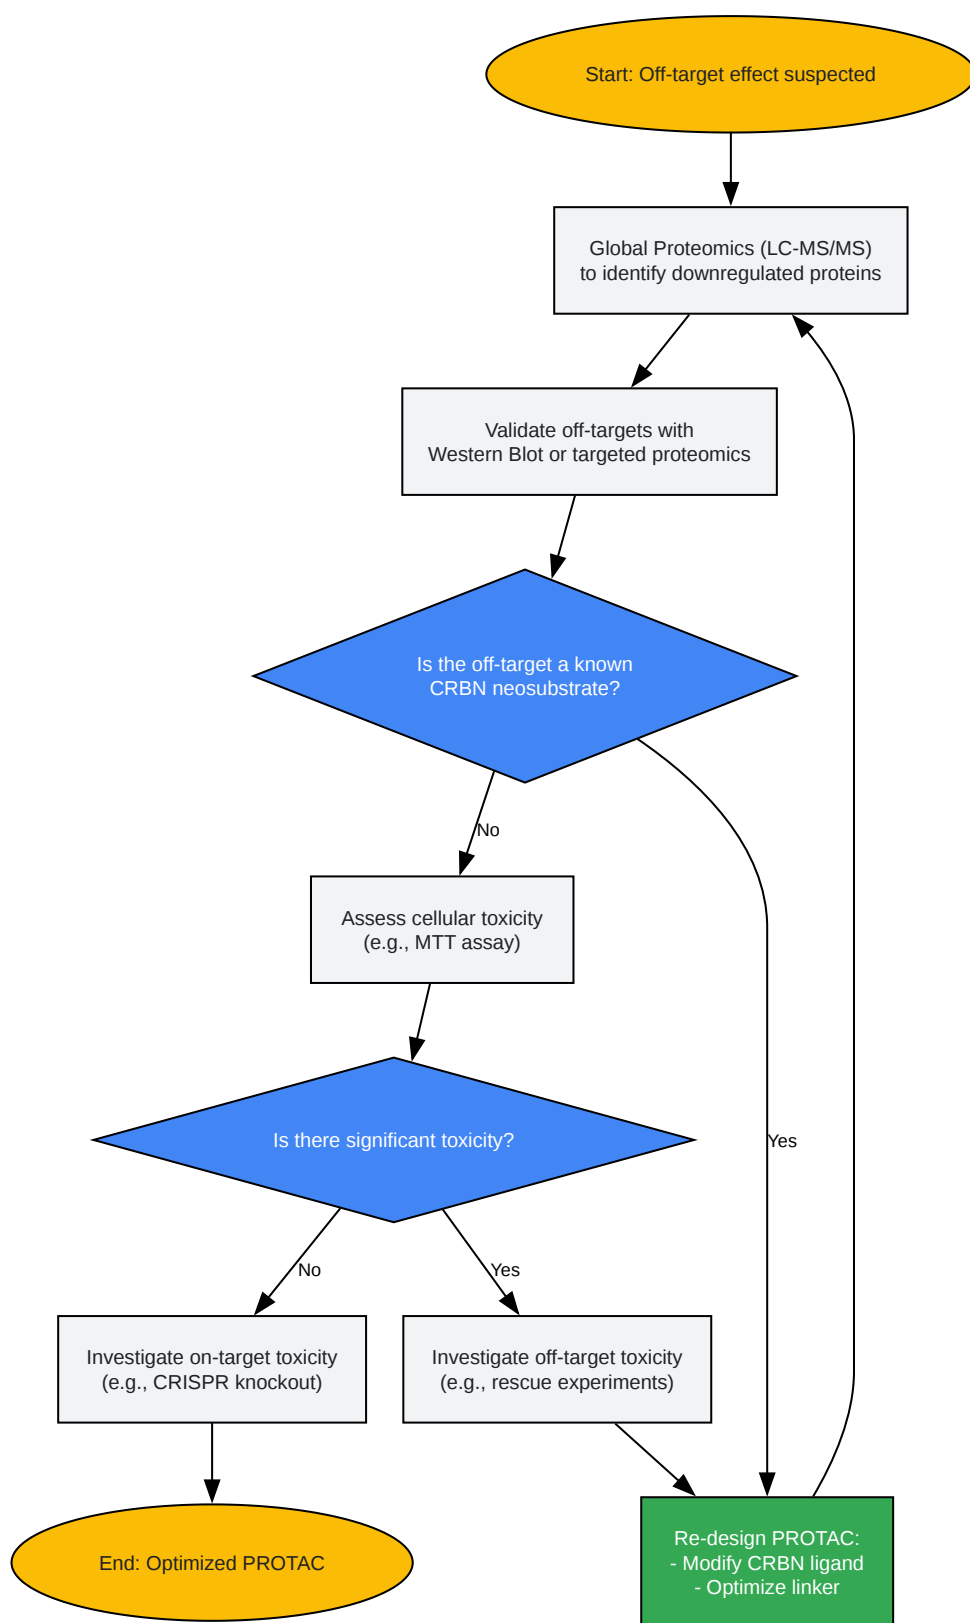 Start: Off-target effect suspected
Global Proteomics (LC-MS/MS)
to identify downregulated proteins
Validate off-targets with
Western Blot or targeted proteomics
Is the off-target a known
CRBN neosubstrate?
No
Assess cellular toxicity
(e.g., MTT assay)
Is there significant toxicity?
Yes
No
Yes
Investigate on-target toxicity
(e.g., CRISPR knockout)
Investigate off-target toxicity
(e.g., rescue experiments)
End: Optimized PROTAC
Re-design PROTAC:
- Modify CRBN ligand
- Optimize linker